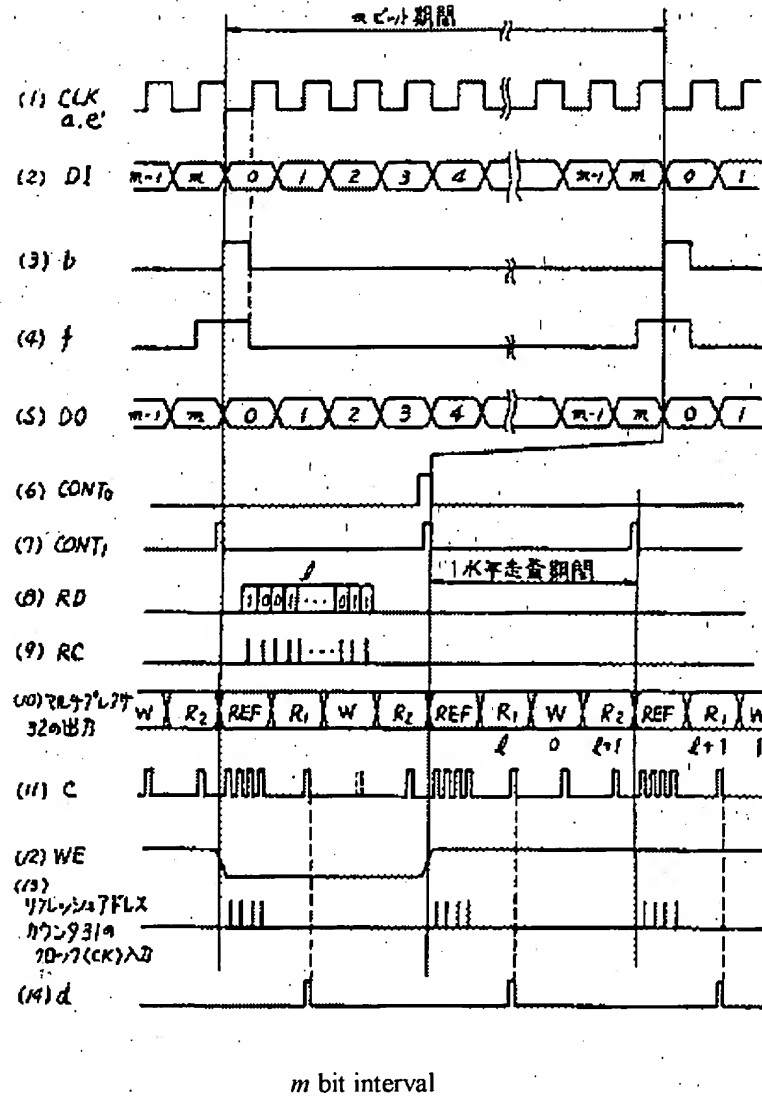 mビット期間
(1) CLK
a.e'
(2) DI m-1 m 0 1 2 3 4 m-1 m 0 1
(3) b
(4) f
(5) DO m-1 m 0 1 2 3 4 m-1 m 0 1
(6) CONT₀
(7) CONT₁
1水平走査期間
l
(8) RD 1 0 0 1 ... 0 1 1
(9) RC ...
(10) マルチプレクサ
32の出力
W R₂ REF R₁ W R₂ REF R₁ W R₂ REF R₁ W
l 0 l+1 l+1
(11) C
(12) WE
(13)
リフレッシュアドレス
カウンタ31の
クロック(CK)入力
(14) d
m bit interval